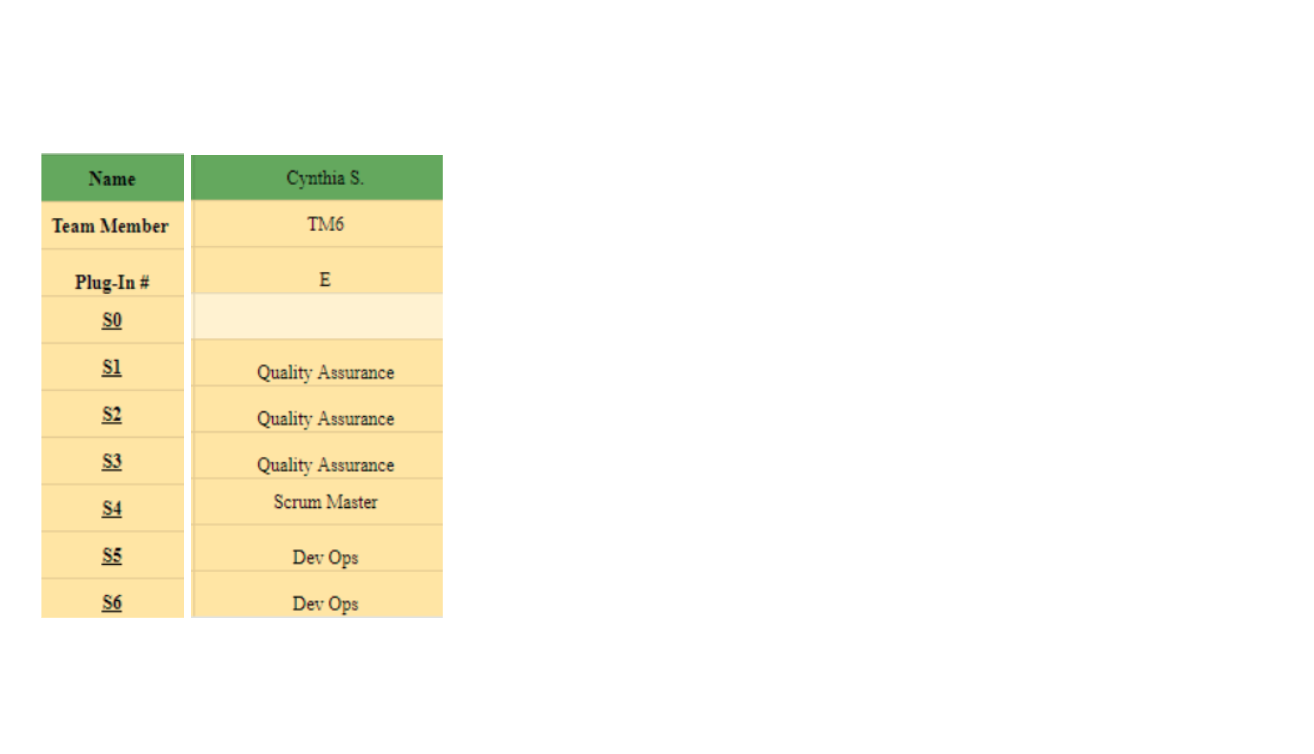 Name Cynthia S.
Team Member TM6
Plug-In # E
S0
S1 Quality Assurance
S2 Quality Assurance
S3 Quality Assurance
S4 Scrum Master
S5 Dev Ops
S6 Dev Ops